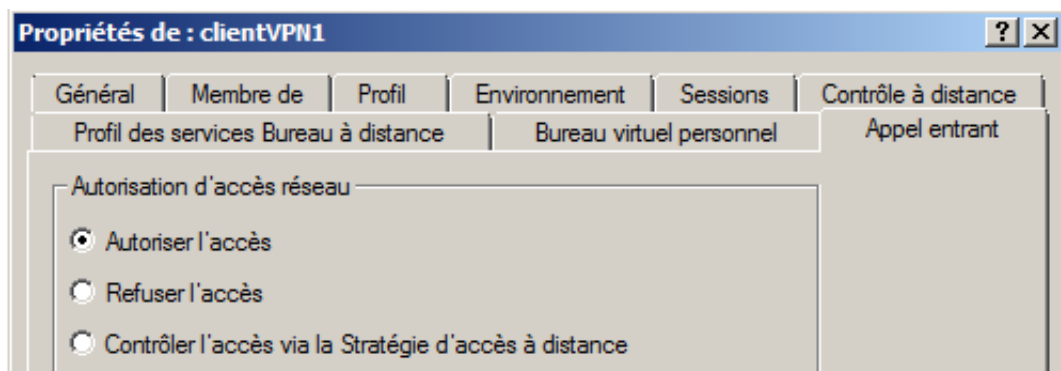 Propriétés de : clientVPN1
Général Membre de Profil Environnement Sessions Contrôle à distance
Profil des services Bureau à distance Bureau virtuel personnel Appel entrant
Autorisation d'accès réseau
Autoriser l'accès
Refuser l'accès
Contrôler l'accès via la Stratégie d'accès à distance